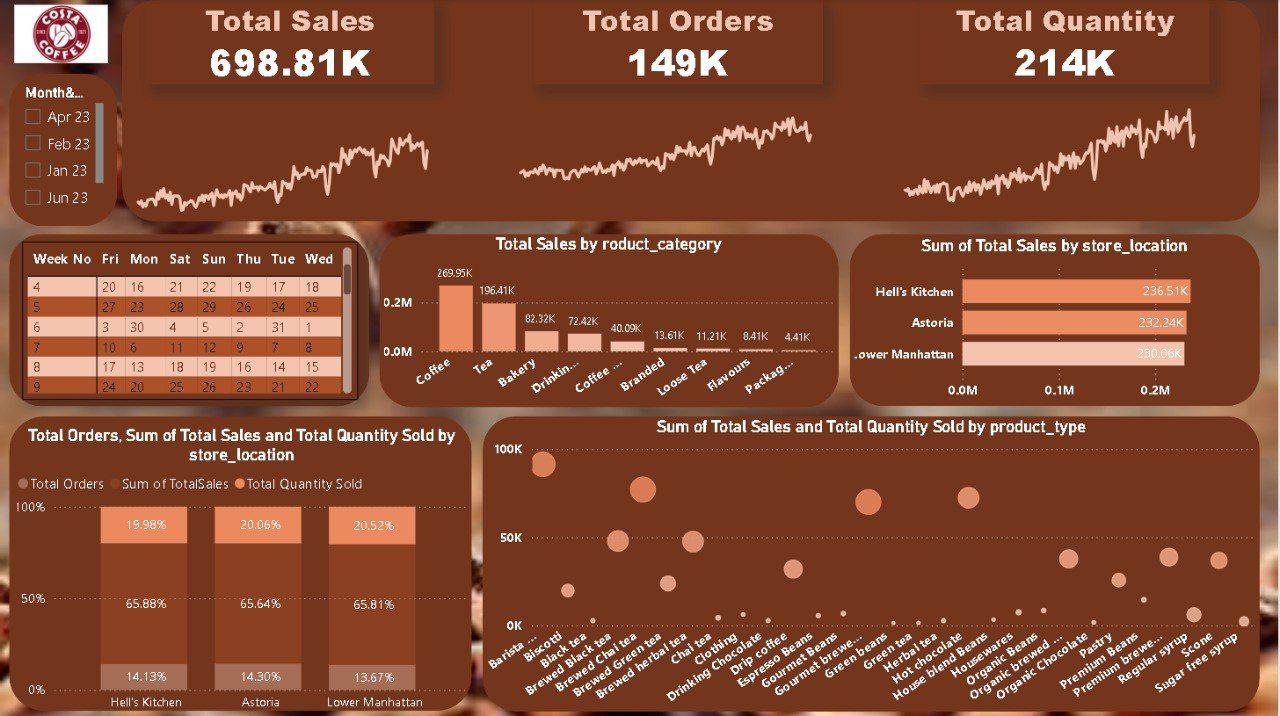 COSTA
SINCE 1971
COFFEE
Total Sales
698.81K
Total Orders
149K
Total Quantity
214K
Month&...
Apr 23
Feb 23
Jan 23
Jun 23
Week No Fri Mon Sat Sun Thu Tue Wed
4 20 16 21 22 19 17 18
5 27 23 28 29 26 24 25
6 3 30 4 5 2 31 1
7 10 6 11 12 9 7 8
8 17 13 18 19 16 14 15
9 24 20 25 26 23 21 22
Total Sales by roduct_category
0.2M
0.0M
269.95K
196.41K
82.32K
72.42K
40.09K
13.61K
11.21K
8.41K
4.41K
Coffee
Tea
Bakery
Drinkin...
Coffee ...
Branded
Loose Tea
Flavours
Packag...
Sum of Total Sales by store_location
Hell's Kitchen 236.51K
Astoria 232.24K
.ower Manhattan 230.06K
0.0M 0.1M 0.2M
Total Orders, Sum of Total Sales and Total Quantity Sold by
store_location
Total Orders Sum of TotalSales Total Quantity Sold
100%
50%
0%
19.98% 20.06% 20.52%
65.88% 65.64% 65.81%
14.13% 14.30% 13.67%
Hell's Kitchen Astoria Lower Manhattan
Sum of Total Sales and Total Quantity Sold by product_type
100K
50K
0K
Barista ...
Biscotti
Black tea
Brewed Black tea
Brewed Chai tea
Brewed Green tea
Brewed herbal tea
Chai tea
Clothing
Drinking Chocolate
Drip coffee
Espresso Beans
Gourmet Beans
Gourmet brewe...
Green beans
Green tea
Herbal tea
Hot chocolate
House blend Beans
Housewares
Organic Beans
Organic brewed ...
Organic Chocolate
Pastry
Premium Beans
Premium brewe...
Regular syrup
Scone
Sugar free syrup